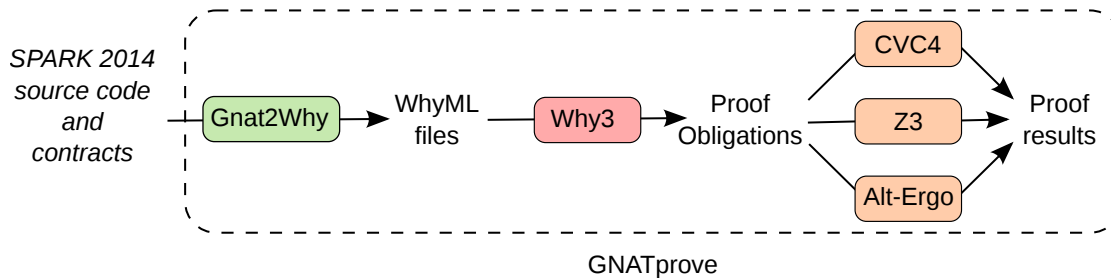 SPARK 2014
source code
and
contracts
Gnat2Why
WhyML
files
Why3
Proof
Obligations
CVC4
Z3
Alt-Ergo
Proof
results
GNATprove